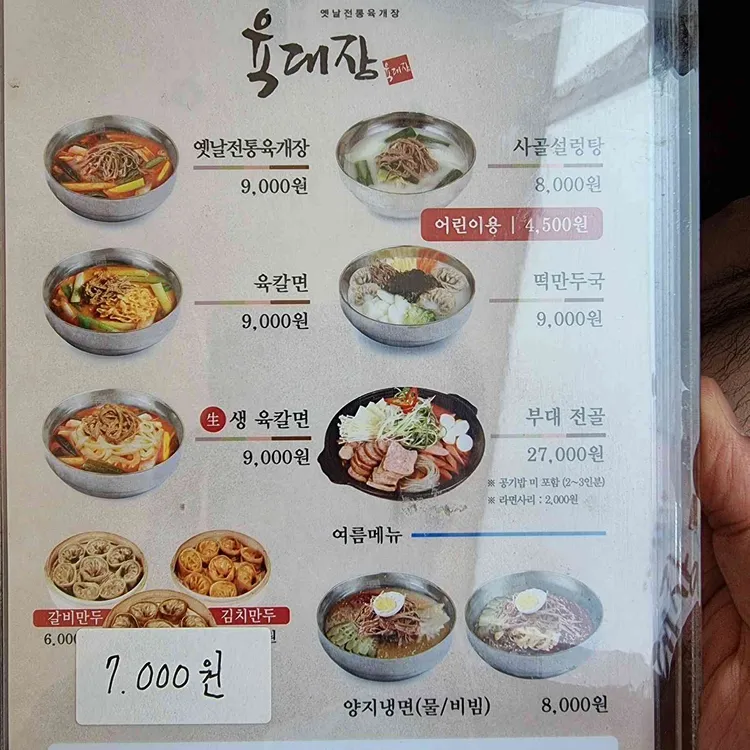 옛날전통육개장
육대장
육대장
옛날전통육개장
9,000원
사골설렁탕
8,000원
어린이용 | 4,500원
육칼면
9,000원
떡만두국
9,000원
生 생 육칼면
9,000원
부대 전골
27,000원
※ 공기밥 미 포함 (2~3인분)
※ 라면사리 : 2,000원
여름메뉴
갈비만두
김치만두
7.000원
양지냉면(물/비빔)
8,000원